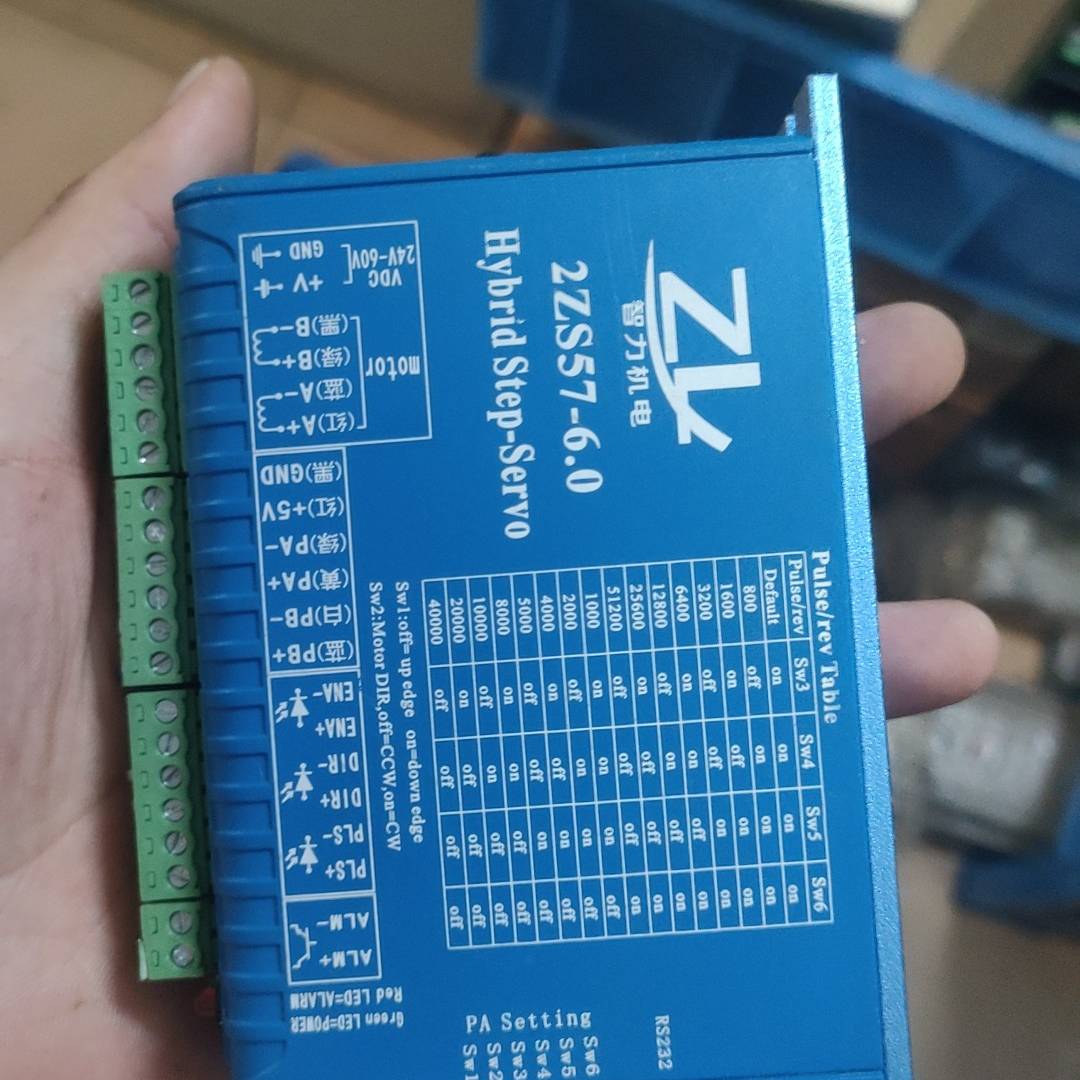 ZL
智力机电
2ZS57-6.0
Hybrid Step-Servo
Pulse/rev Table
Pulse/rev Sw3 Sw4 Sw5 Sw6
Default on on on on
800 off on on on
1600 on off on on
3200 off off on on
6400 on on off on
12800 off on off on
25600 on off off on
51200 off off off on
1000 on on on off
2000 off on on off
4000 on off on off
5000 off off on off
8000 on on off off
10000 off on off off
20000 on off off off
40000 off off off off
Sw1:off= up edge on=down edge
Sw2:Motor DIR,off=CCW,on=CW
RS232
PA Setting
Sw6
Sw5
Sw4
Sw3
Sw2
Sw1
Green LED=POWER
Red LED=ALARM
ALM+
ALM-
PLS+
PLS-
DIR+
DIR-
ENA+
ENA-
(蓝)PB+
(白)PB-
(黄)PA+
(绿)PA-
(红)+5V
(黑)GND
motor
(红)A+
(蓝)A-
(绿)B+
(黑)B-
VDC
24V-60V
+V
GND